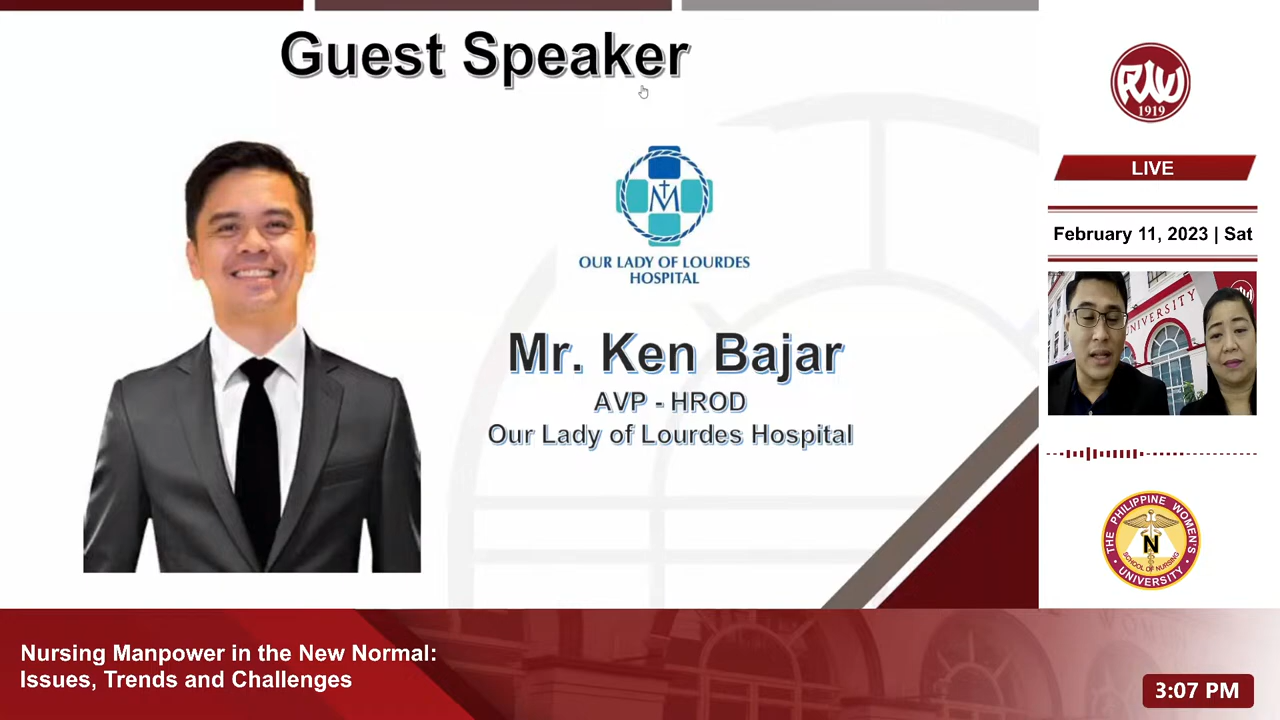 Guest Speaker
M
OUR LADY OF LOURDES
HOSPITAL
Mr. Ken Bajar
AVP - HROD
Our Lady of Lourdes Hospital
PWU
1919
LIVE
February 11, 2023 | Sat
UNIVERSITY
THE PHILIPPINE WOMEN'S
UNIVERSITY
N
SCHOOL OF NURSING
Nursing Manpower in the New Normal:
Issues, Trends and Challenges
3:07 PM